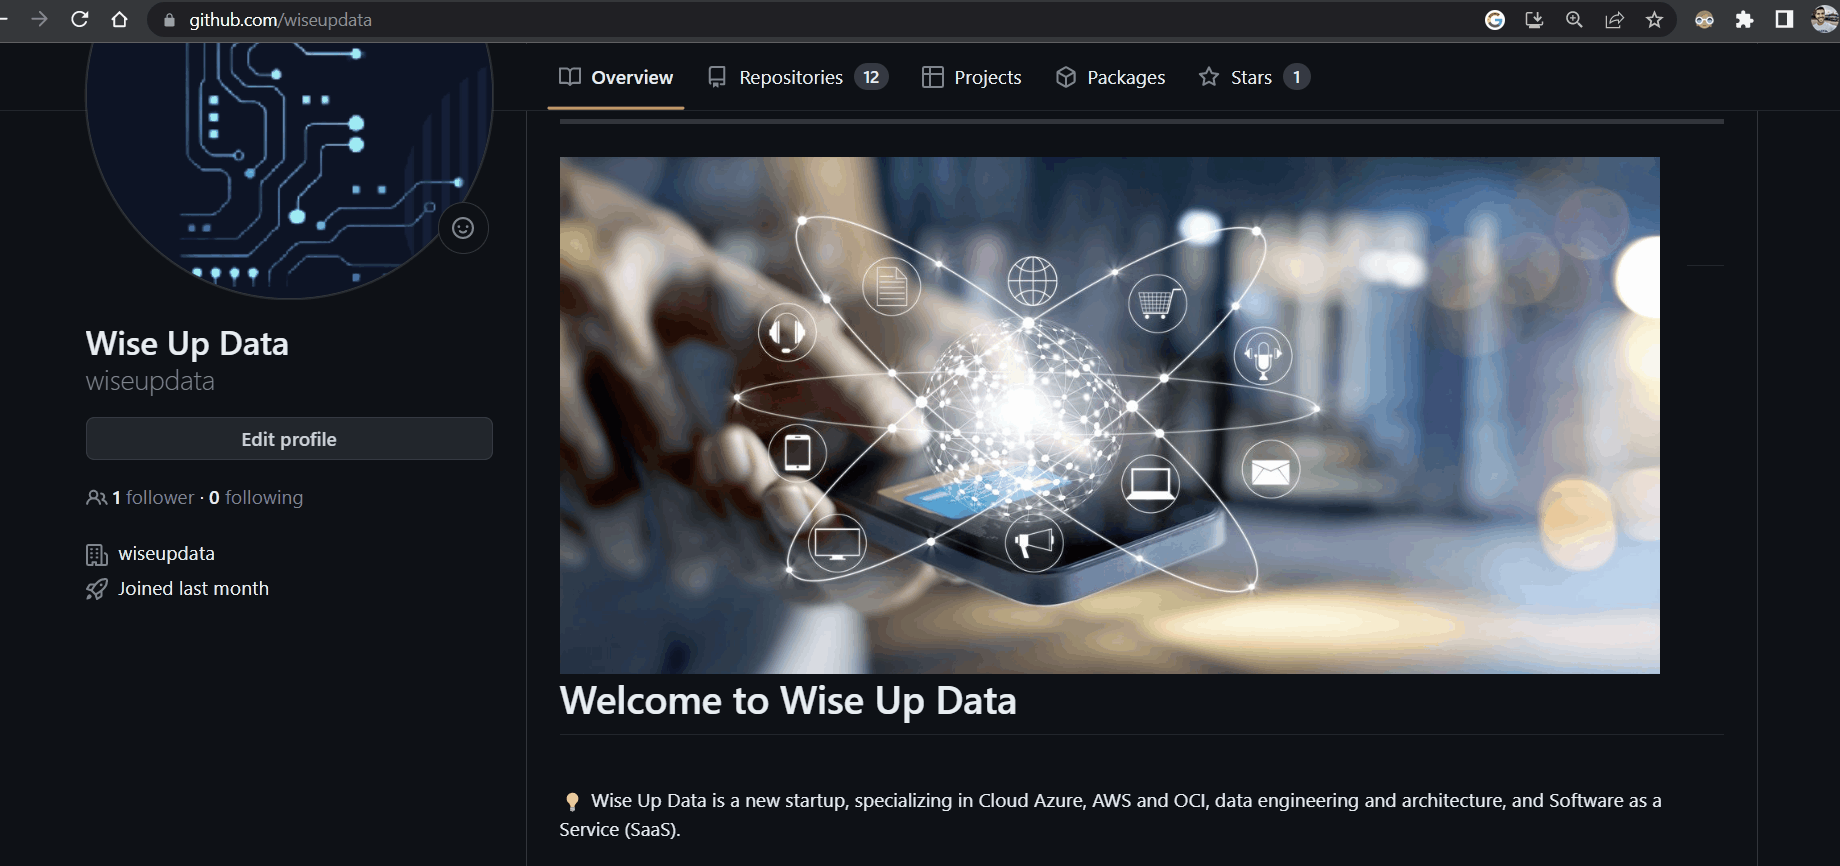 github.com/wiseupdata
Overview Repositories 12 Projects Packages Stars 1
Wise Up Data
wiseupdata
Edit profile
1 follower · 0 following
wiseupdata
Joined last month
Welcome to Wise Up Data
Wise Up Data is a new startup, specializing in Cloud Azure, AWS and OCI, data engineering and architecture, and Software as a
Service (SaaS).